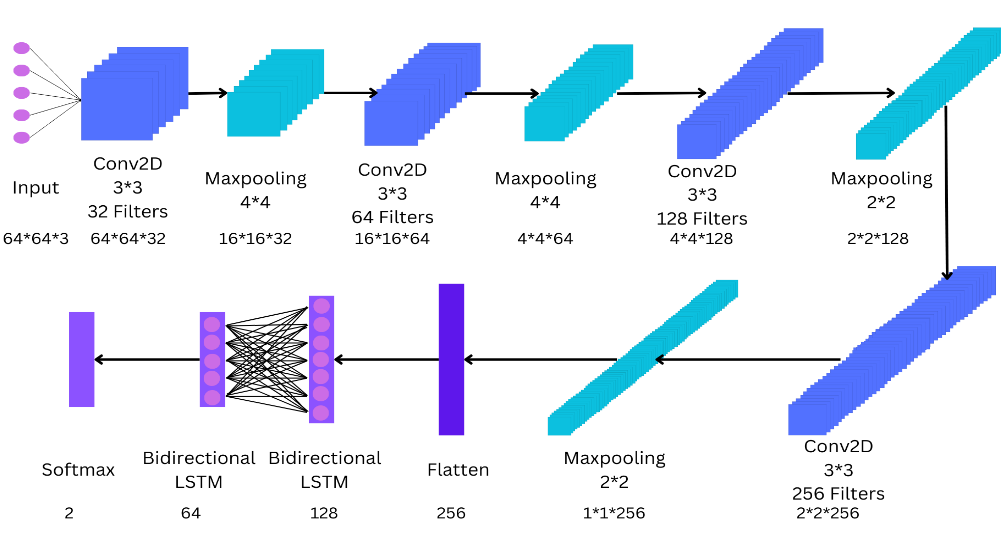 Input
64*64*3
Conv2D
3*3
32 Filters
64*64*32
Maxpooling
4*4
16*16*32
Conv2D
3*3
64 Filters
16*16*64
Maxpooling
4*4
4*4*64
Conv2D
3*3
128 Filters
4*4*128
Maxpooling
2*2
2*2*128
Conv2D
3*3
256 Filters
2*2*256
Maxpooling
2*2
1*1*256
Flatten
256
Bidirectional
LSTM
128
Bidirectional
LSTM
64
Softmax
2